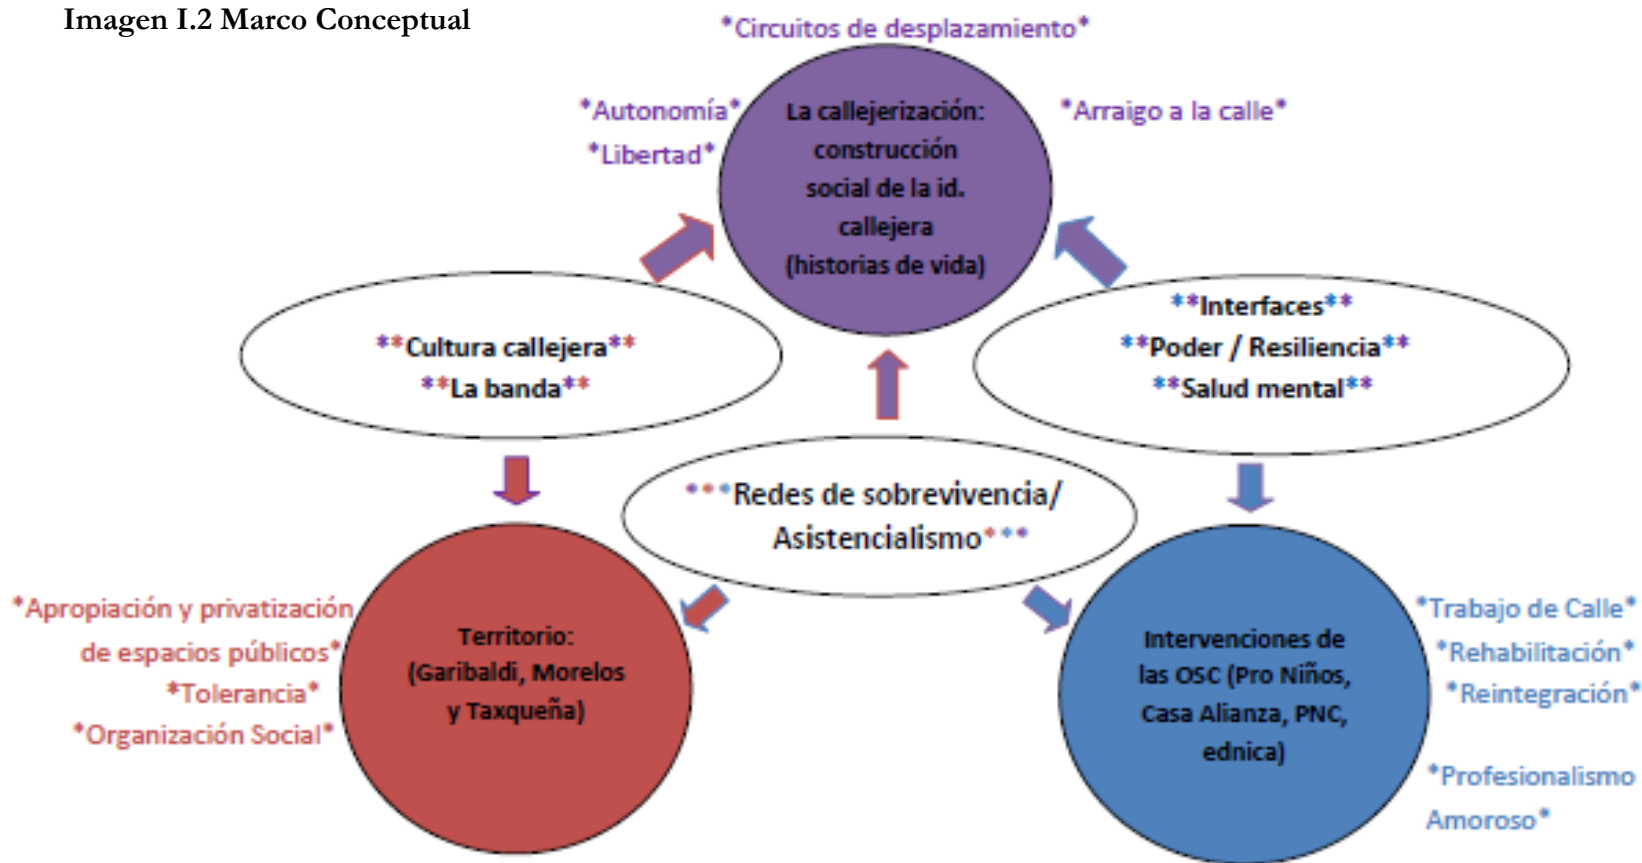 Imagen I.2 Marco Conceptual
*Circuitos de desplazamiento*
*Autonomía*
*Libertad*
La callejerización:
construcción
social de la id.
callejera
(historias de vida)
*Arraigo a la calle*
**Cultura callejera**
**La banda**
**Interfaces**
**Poder / Resiliencia**
**Salud mental**
***Redes de sobrevivencia/
Asistencialismo***
*Apropiación y privatización
de espacios públicos*
*Tolerancia*
*Organización Social*
Territorio:
(Garibaldi, Morelos
y Taxqueña)
Intervenciones de
las OSC (Pro Niños,
Casa Alianza, PNC,
ednica)
*Trabajo de Calle*
*Rehabilitación*
*Reintegración*
*Profesionalismo
Amoroso*